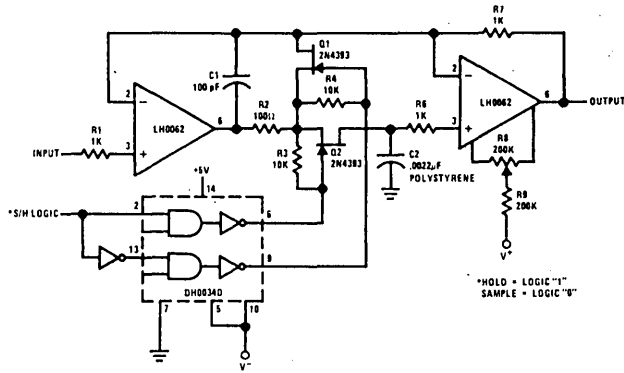 R7
1K
Q1
2N4393
C1
100 pF
R4
10K
2
6
LH0062
R2
100Ω
R6
1K
2
6
LH0062
OUTPUT
R1
1K
INPUT
3
R3
10K
Q2
2N4393
C2
.0022µF
POLYSTYRENE
3
R8
200K
R9
200K
V+
+5V
14
*S/H LOGIC
2
6
13
9
DH0034D
7
5
10
V-
*HOLD = LOGIC "1"
SAMPLE = LOGIC "0"